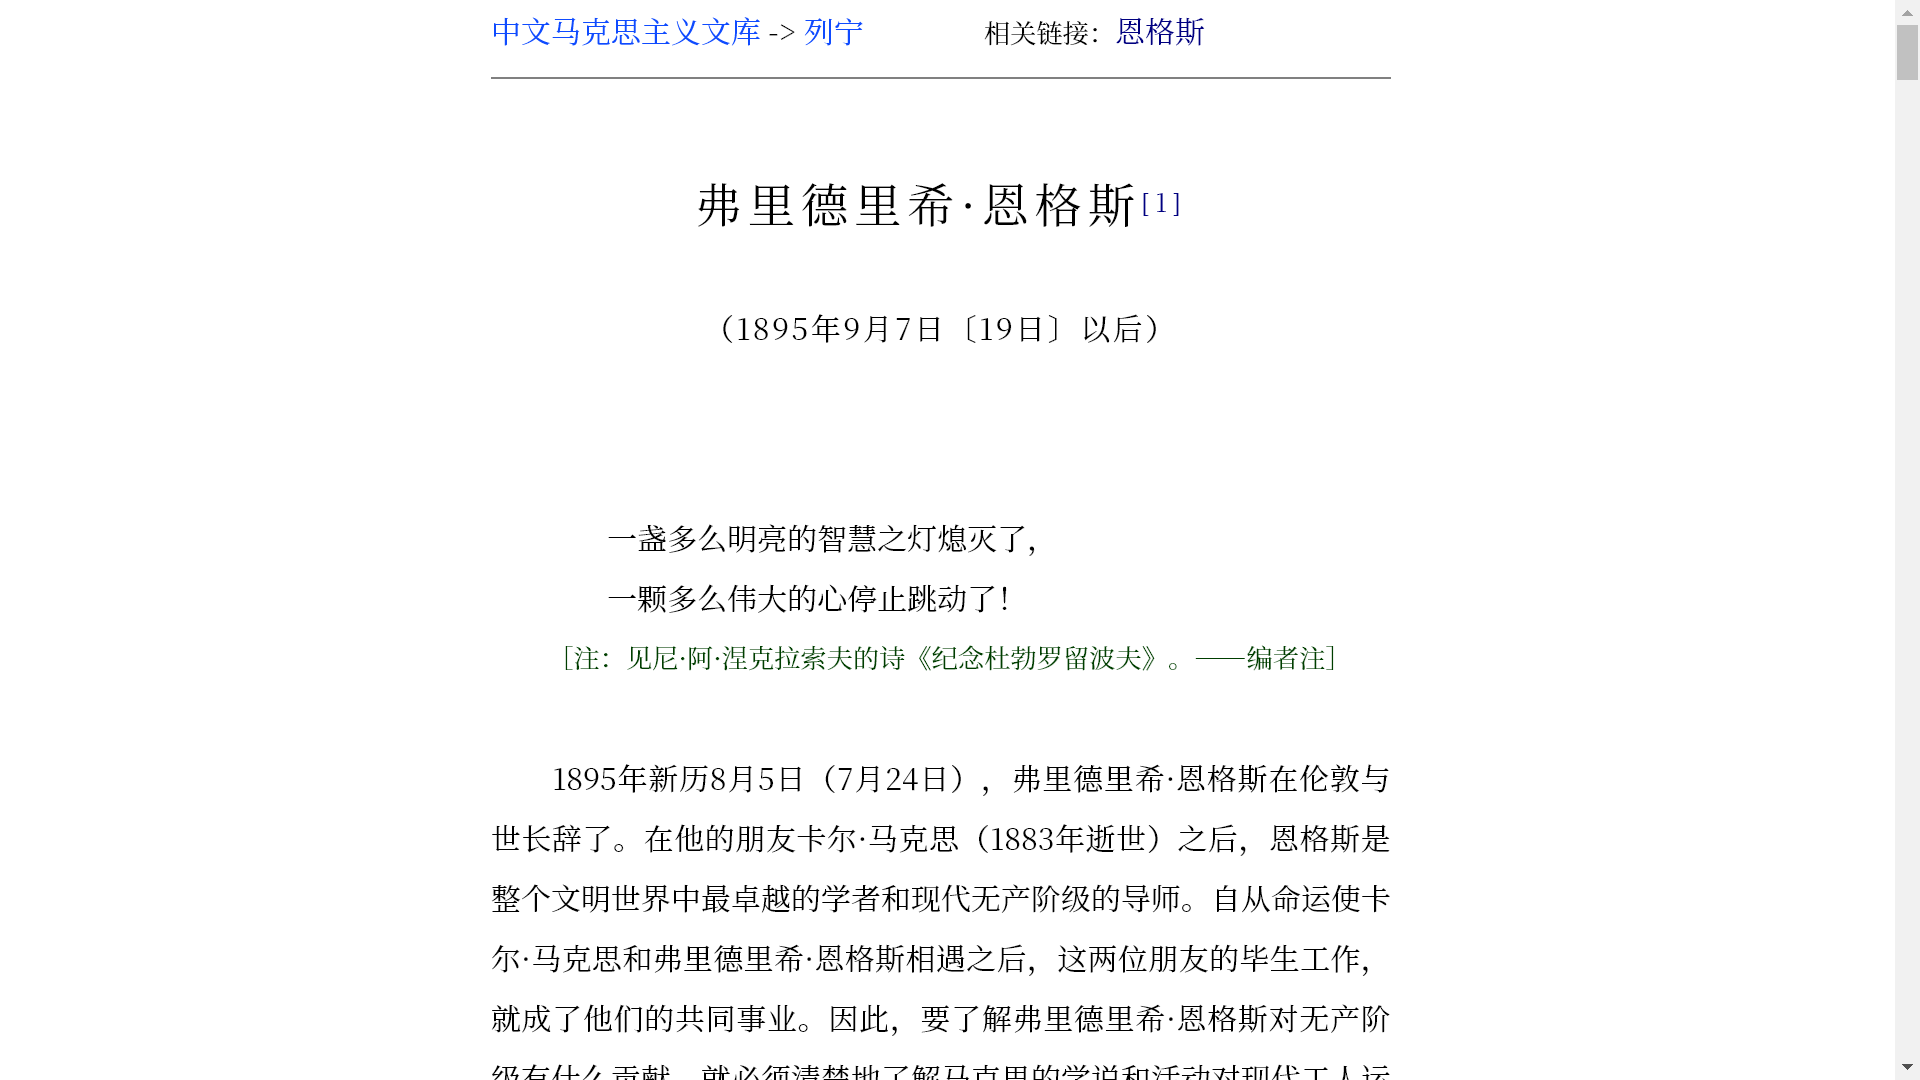 中文马克思主义文库 -> 列宁 相关链接：恩格斯
弗里德里希·恩格斯[1]
（1895年9月7日〔19日〕以后）
一盏多么明亮的智慧之灯熄灭了，
一颗多么伟大的心停止跳动了！
［注：见尼·阿·涅克拉索夫的诗《纪念杜勃罗留波夫》。——编者注］
1895年新历8月5日（7月24日），弗里德里希·恩格斯在伦敦与
世长辞了。在他的朋友卡尔·马克思（1883年逝世）之后，恩格斯是
整个文明世界中最卓越的学者和现代无产阶级的导师。自从命运使卡
尔·马克思和弗里德里希·恩格斯相遇之后，这两位朋友的毕生工作，
就成了他们的共同事业。因此，要了解弗里德里希·恩格斯对无产阶
级有什么贡献，就必须清楚地了解马克思的学说和活动对现代工人运